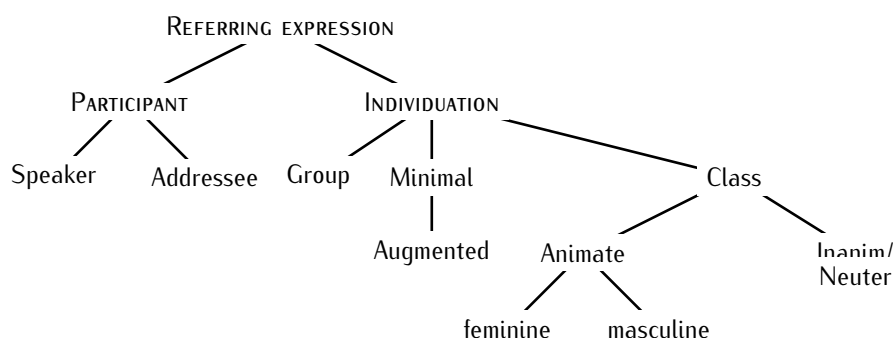 Referring expression
Participant Individuation
Speaker Addressee Group Minimal Class
Augmented Animate Inanim/
Neuter
feminine masculine